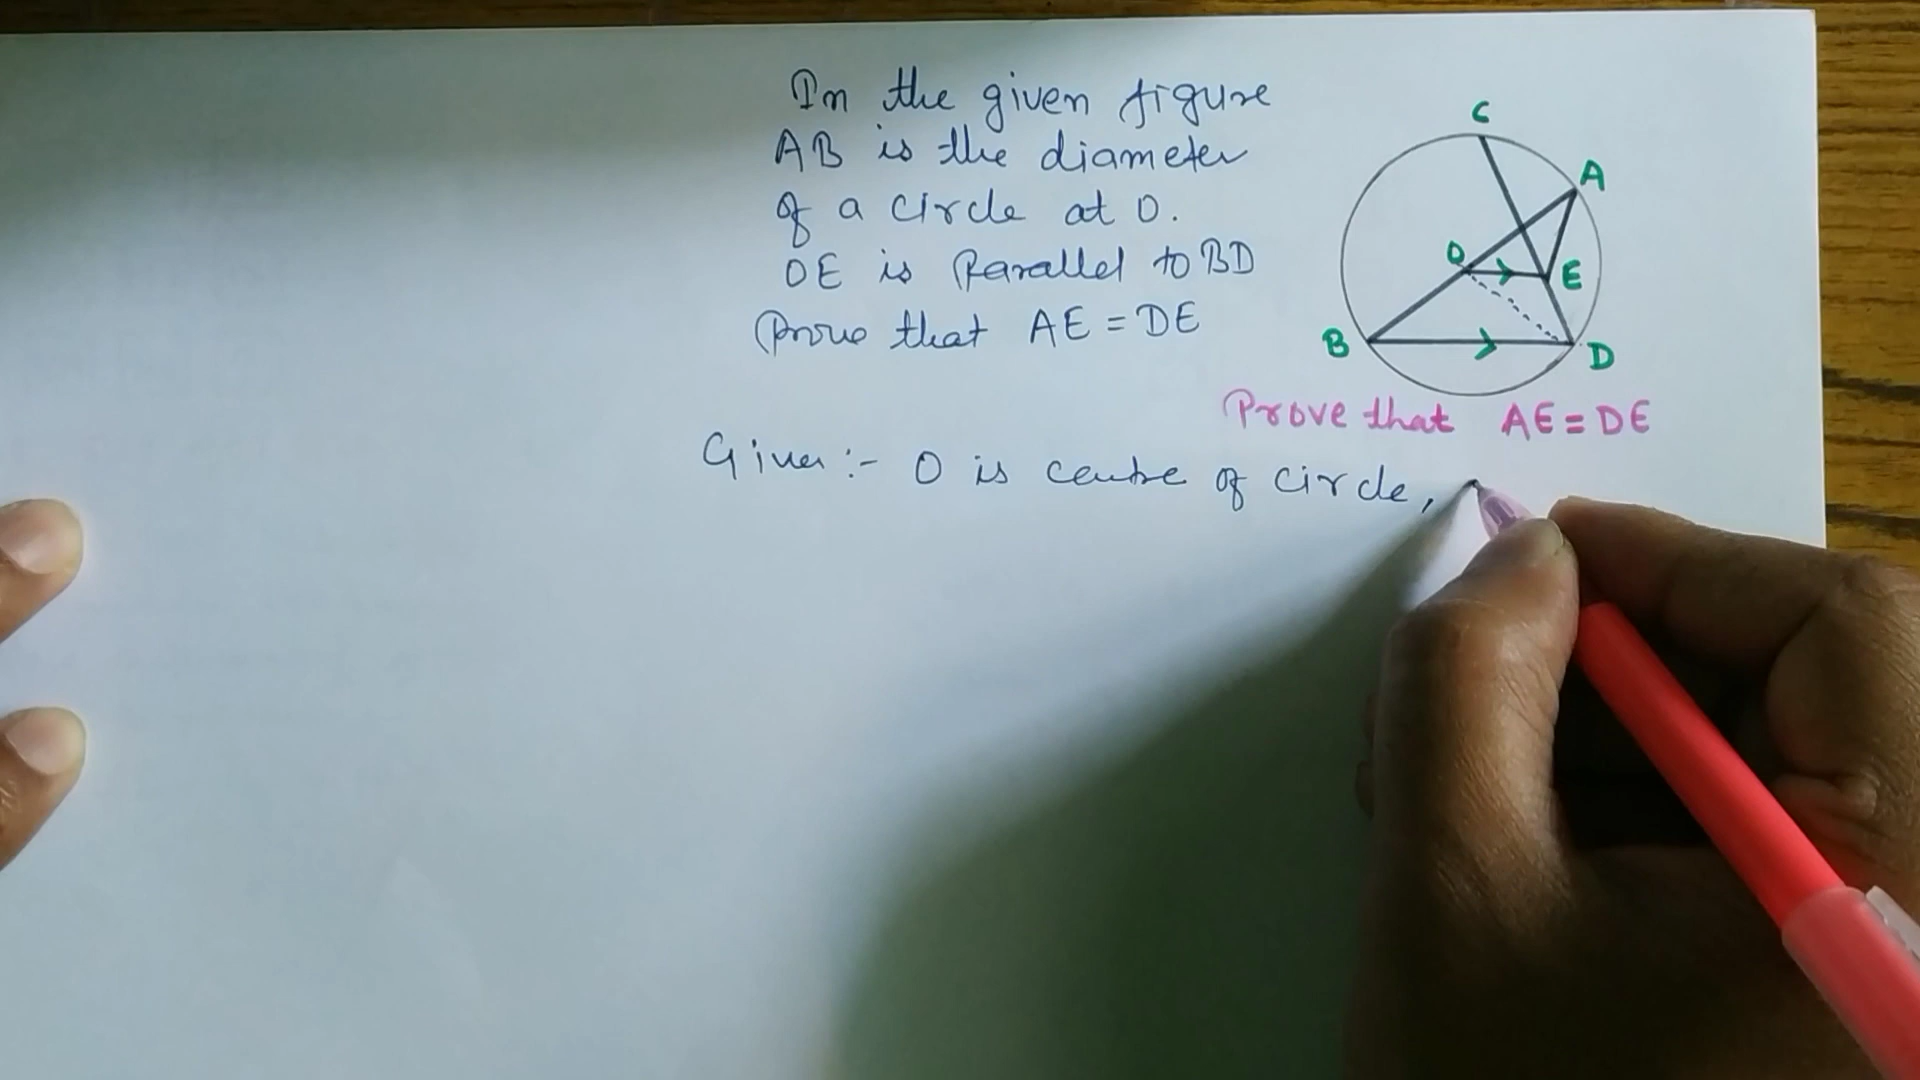 In the given figure
AB is the diameter
of a circle at O.
OE is Parallel to BD
Prove that AE = DE
C
A
O
E
B
D
Prove that AE = DE
Given :- O is centre of circle,